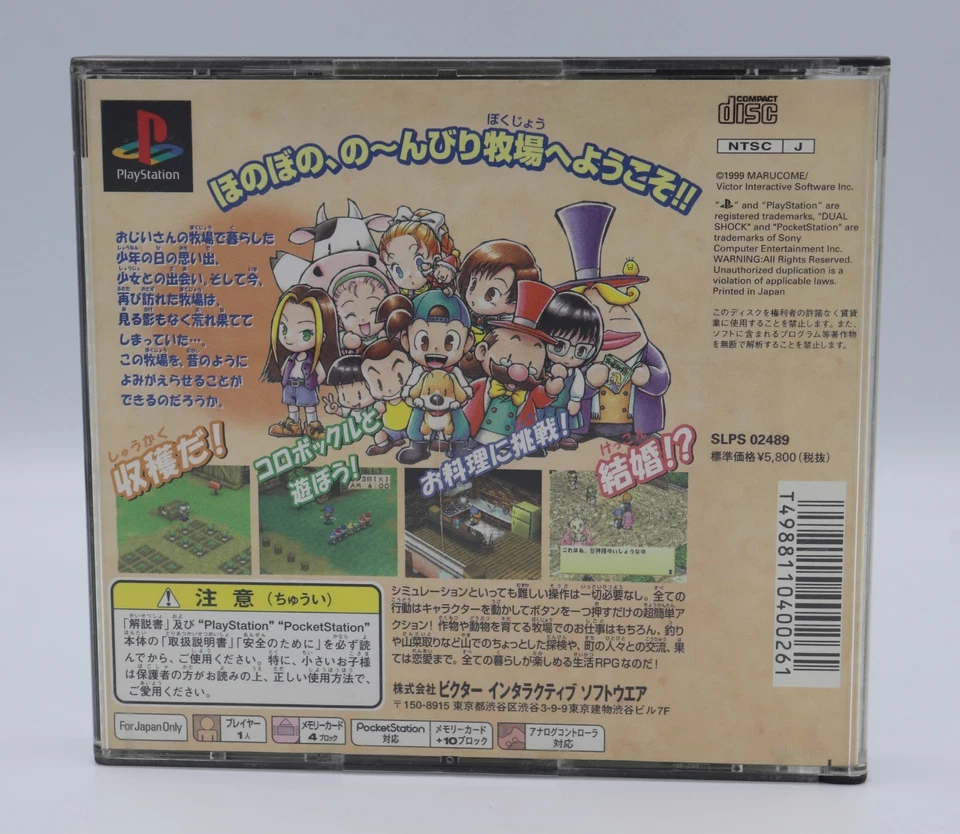 PlayStation
ほのぼの、の〜んびり牧場へようこそ!!
ぼくじょう
COMPACT
disc
NTSC J
©1999 MARUCOME/
Victor Interactive Software Inc.
" " and "PlayStation" are
registered trademarks, "DUAL
SHOCK" and "PocketStation" are
trademarks of Sony
Computer Entertainment Inc.
WARNING:All Rights Reserved.
Unauthorized duplication is a
violation of applicable laws.
Printed in Japan
このディスクを権利者の許諾なく賃貸
業に使用することを禁止します。また、
ソフトに含まれるプログラム等著作物
を無断で解析することを禁止します。
おじいさんの牧場で暮らした
少年の日の思い出、
少女との出会い。そして今、
再び訪れた牧場は、
見る影もなく荒れ果てて
しまっていた…。
この牧場を、昔のように
よみがえらせることが
できるのだろうか。
しゅうかく
収穫だ!
コロボックルと
遊ぼう!
お料理に挑戦!
けっこん
結婚!?
SLPS 02489
標準価格¥5,800(税抜)
T4988110400261
AM 6:00
注意(ちゅうい)
「解説書」及び"PlayStation" "PocketStation"
本体の「取扱説明書」「安全のために」を必ず読
んでから、ご使用ください。特に、小さいお子様
は保護者の方がお読みの上、正しい使用方法で、
ご愛用ください。
シミュレーションといっても難しい操作は一切必要なし。全ての
行動はキャラクターを動かしてボタンを一つ押すだけの超簡単ア
クション! 作物や動物を育てる牧場でのお仕事はもちろん、釣り
や山菜取りなど山でのちょっとした探検や、町の人々との交流、果
ては恋愛まで。全ての暮らしが楽しめる生活RPGなのだ!
株式会社 ビクター インタラクティブ ソフトウエア
〒150-8915 東京都渋谷区渋谷3-9-9東京建物渋谷ビル7F
For Japan Only
プレイヤー
1人
メモリーカード
4ブロック
PocketStation
対応
メモリーカード
+10ブロック
アナログコントローラ
対応